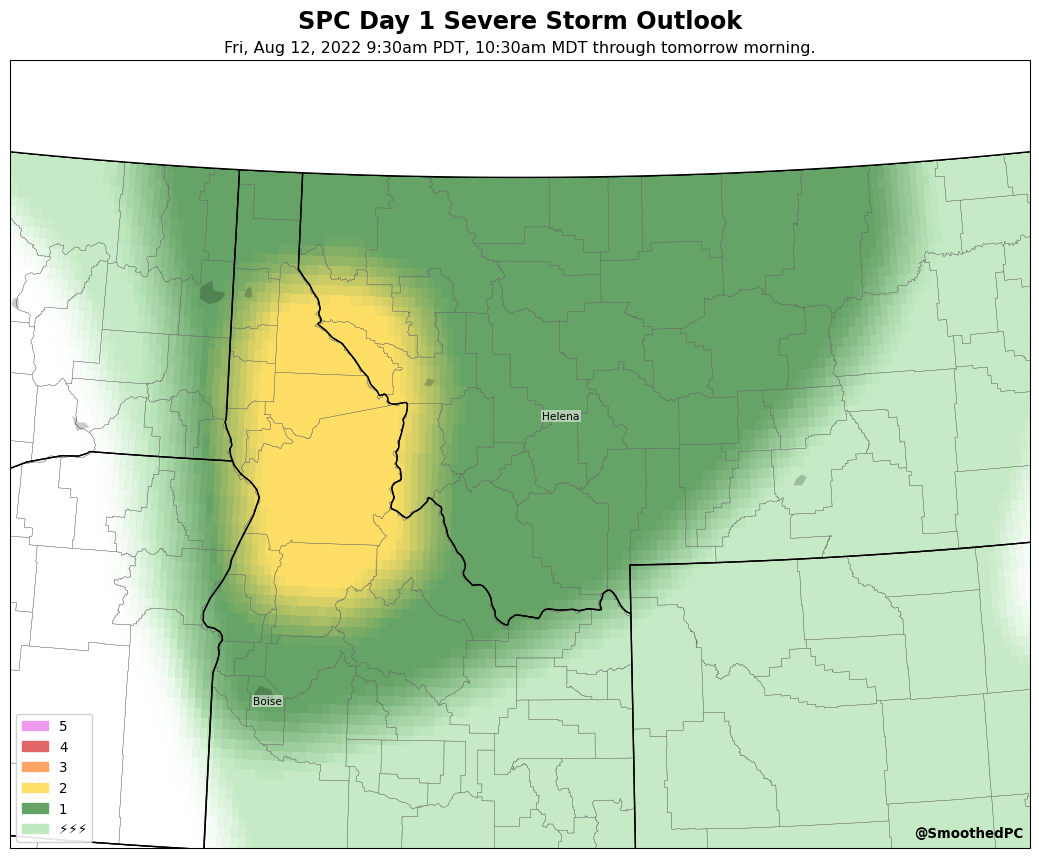 SPC Day 1 Severe Storm Outlook
Fri, Aug 12, 2022 9:30am PDT, 10:30am MDT through tomorrow morning.
Helena
Boise
5
4
3
2
1
⚡⚡⚡
@SmoothedPC